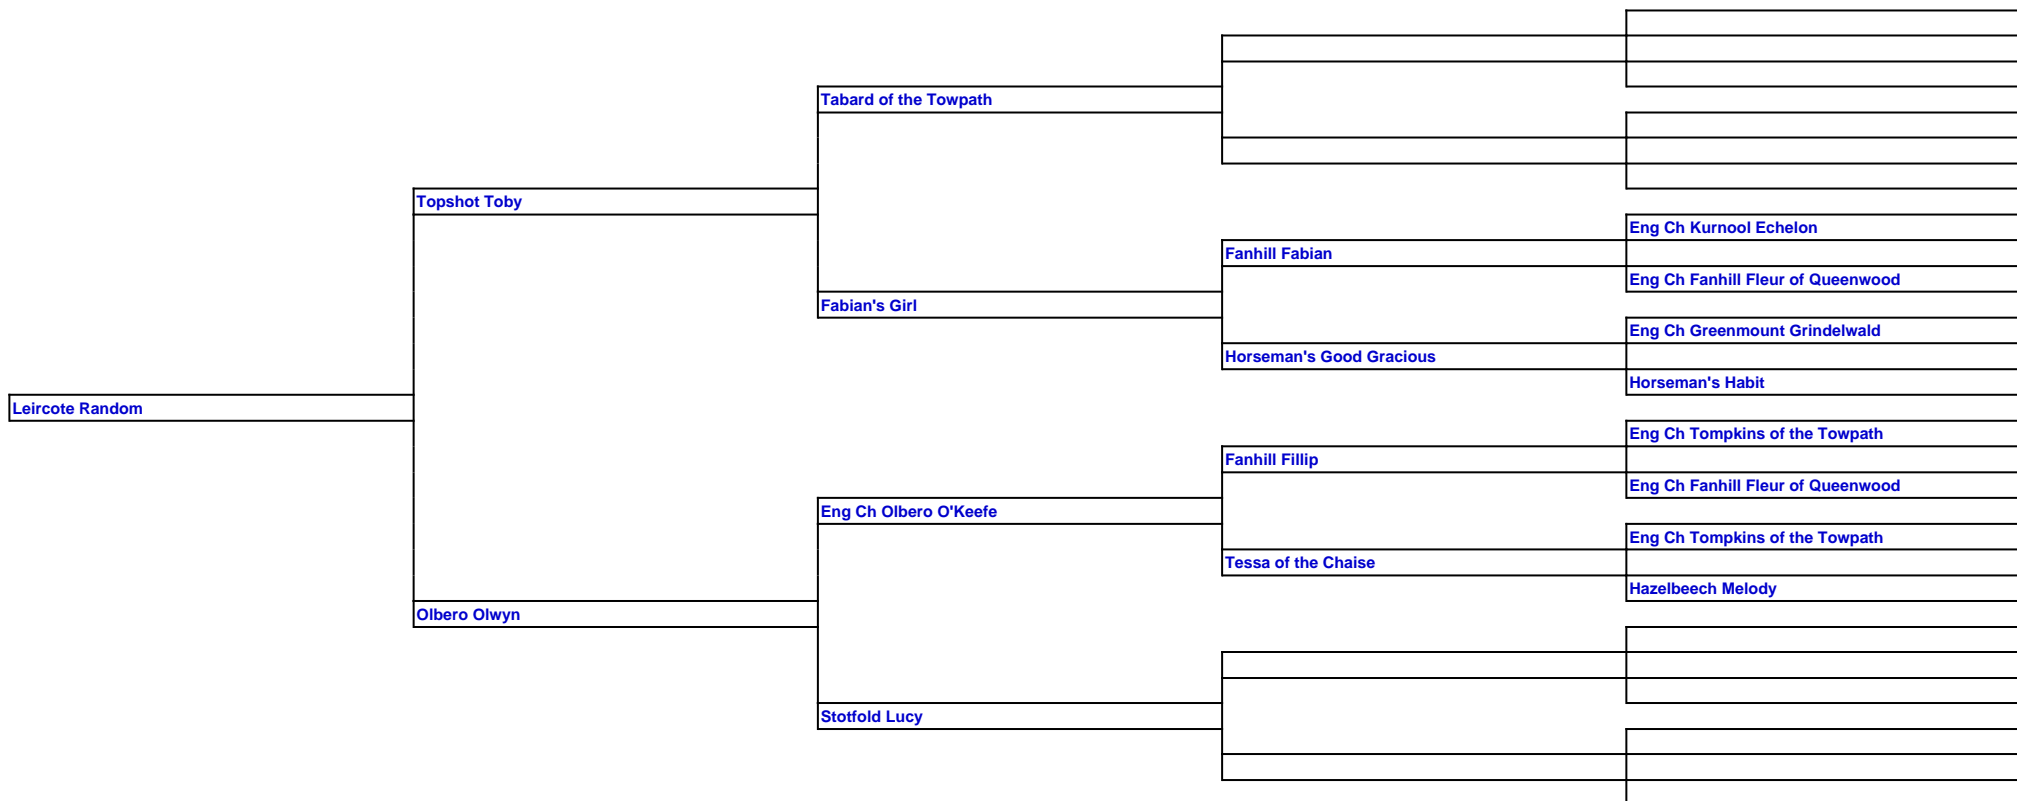 Tabard of the Towpath
Topshot Toby
Eng Ch Kurnool Echelon
Fanhill Fabian
Eng Ch Fanhill Fleur of Queenwood
Fabian's Girl
Eng Ch Greenmount Grindelwald
Horseman's Good Gracious
Horseman's Habit
Leircote Random
Eng Ch Tompkins of the Towpath
Fanhill Fillip
Eng Ch Fanhill Fleur of Queenwood
Eng Ch Olbero O'Keefe
Eng Ch Tompkins of the Towpath
Tessa of the Chaise
Hazelbeech Melody
Olbero Olwyn
Stotfold Lucy